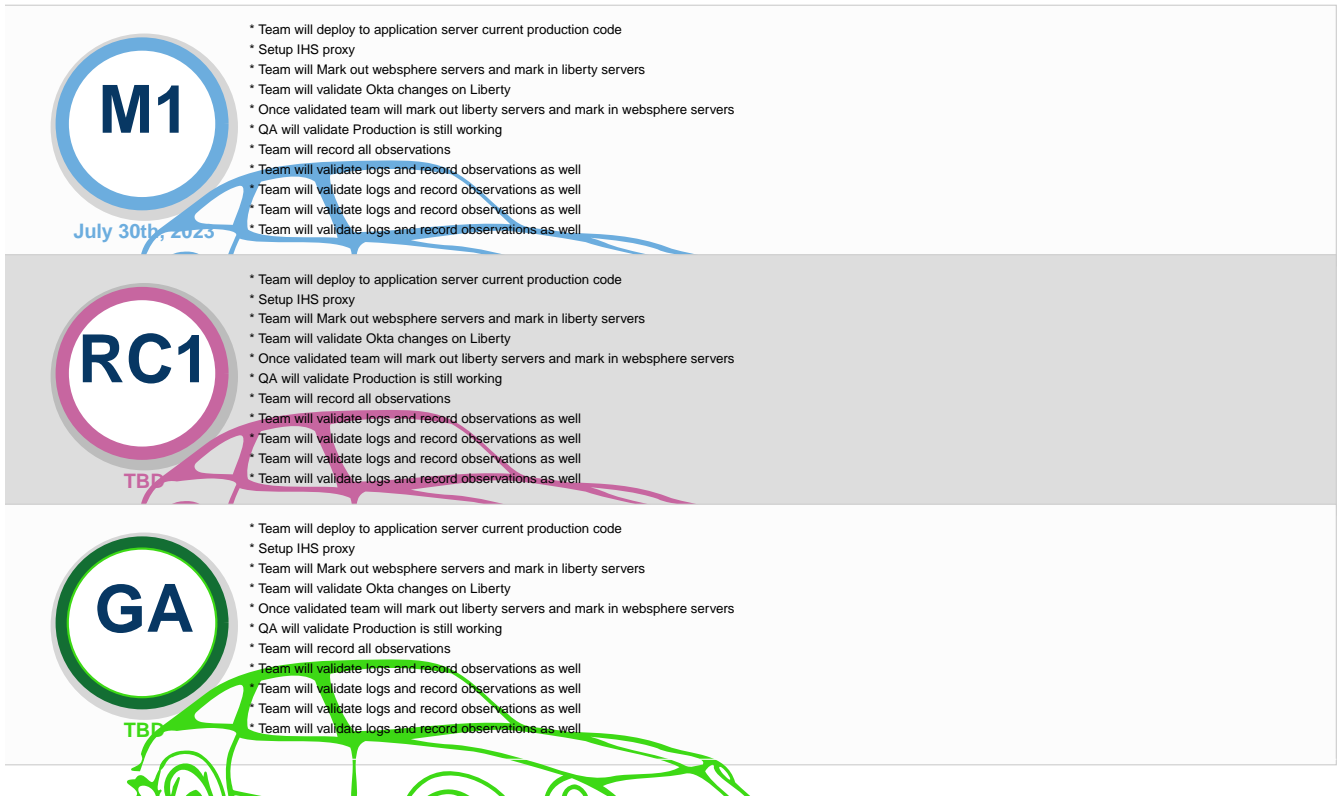 M1
July 30th, 2023
* Team will deploy to application server current production code
* Setup IHS proxy
* Team will Mark out websphere servers and mark in liberty servers
* Team will validate Okta changes on Liberty
* Once validated team will mark out liberty servers and mark in websphere servers
* QA will validate Production is still working
* Team will record all observations
* Team will validate logs and record observations as well
* Team will validate logs and record observations as well
* Team will validate logs and record observations as well
* Team will validate logs and record observations as well
RC1
TBD
* Team will deploy to application server current production code
* Setup IHS proxy
* Team will Mark out websphere servers and mark in liberty servers
* Team will validate Okta changes on Liberty
* Once validated team will mark out liberty servers and mark in websphere servers
* QA will validate Production is still working
* Team will record all observations
* Team will validate logs and record observations as well
* Team will validate logs and record observations as well
* Team will validate logs and record observations as well
* Team will validate logs and record observations as well
GA
TBD
* Team will deploy to application server current production code
* Setup IHS proxy
* Team will Mark out websphere servers and mark in liberty servers
* Team will validate Okta changes on Liberty
* Once validated team will mark out liberty servers and mark in websphere servers
* QA will validate Production is still working
* Team will record all observations
* Team will validate logs and record observations as well
* Team will validate logs and record observations as well
* Team will validate logs and record observations as well
* Team will validate logs and record observations as well